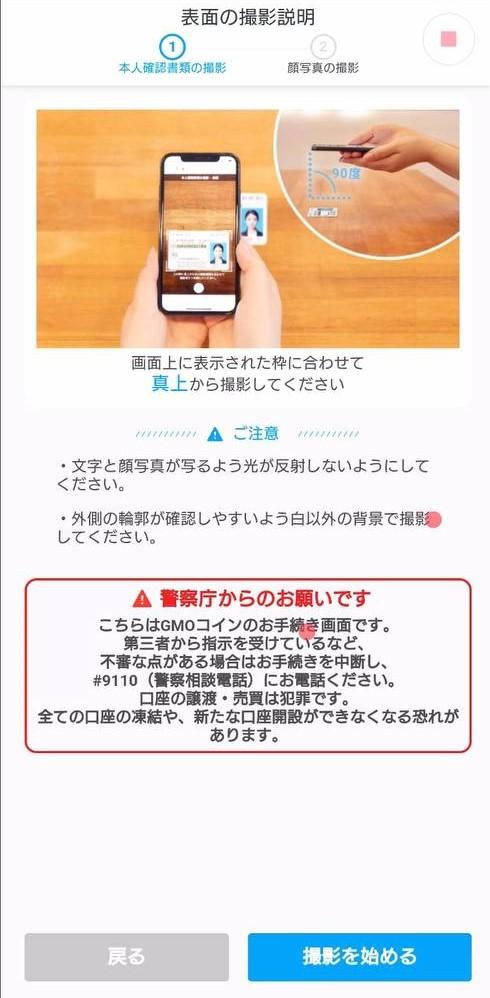 表面の撮影説明
1
2
本人確認書類の撮影
顔写真の撮影
90度
画面上に表示された枠に合わせて
真上から撮影してください
ご注意
・文字と顔写真が写るよう光が反射しないようにして
ください。
・外側の輪郭が確認しやすいよう白以外の背景で撮影
してください。
警察庁からのお願いです
こちらはGMOコインのお手続き画面です。
第三者から指示を受けているなど、
不審な点がある場合はお手続きを中断し、
#9110（警察相談電話）にお電話ください。
口座の譲渡・売買は犯罪です。
全ての口座の凍結や、新たな口座開設ができなくなる恐れが
あります。
戻る
撮影を始める